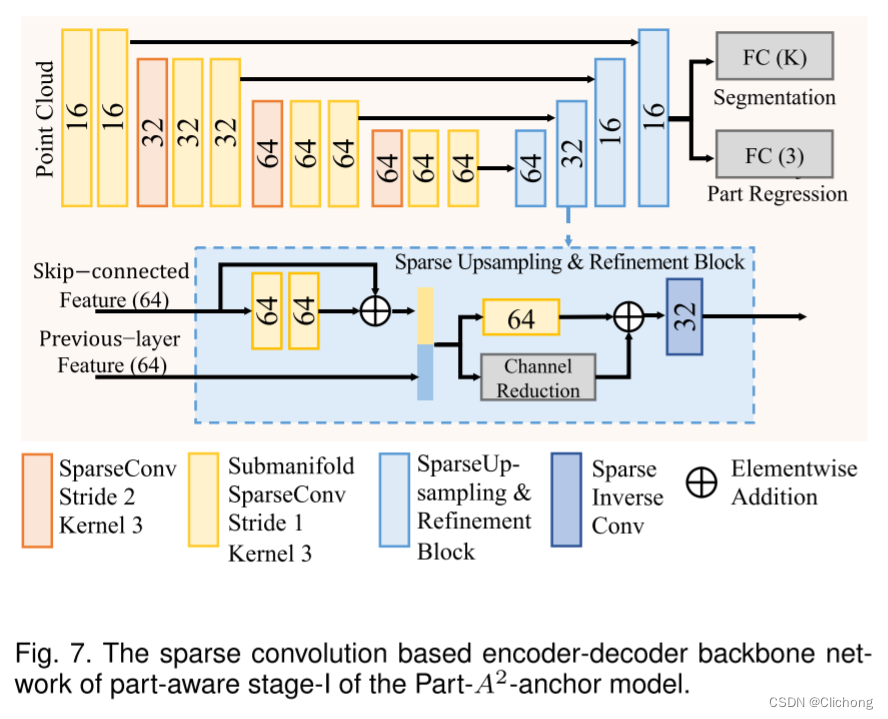 Point Cloud
16
16
32
32
32
64
64
64
64
64
64
64
32
16
16
FC (K)
Segmentation
FC (3)
Part Regression
Sparse Upsampling & Refinement Block
Skip-connected
Feature (64)
Previous-layer
Feature (64)
64
64
64
Channel
Reduction
32
SparseConv
Stride 2
Kernel 3
Submanifold
SparseConv
Stride 1
Kernel 3
SparseUp-
sampling &
Refinement
Block
Sparse
Inverse
Conv
Elementwise
Addition
Fig. 7. The sparse convolution based encoder-decoder backbone net-
work of part-aware stage-I of the Part-A²-anchor model.
CSDN @Clichong